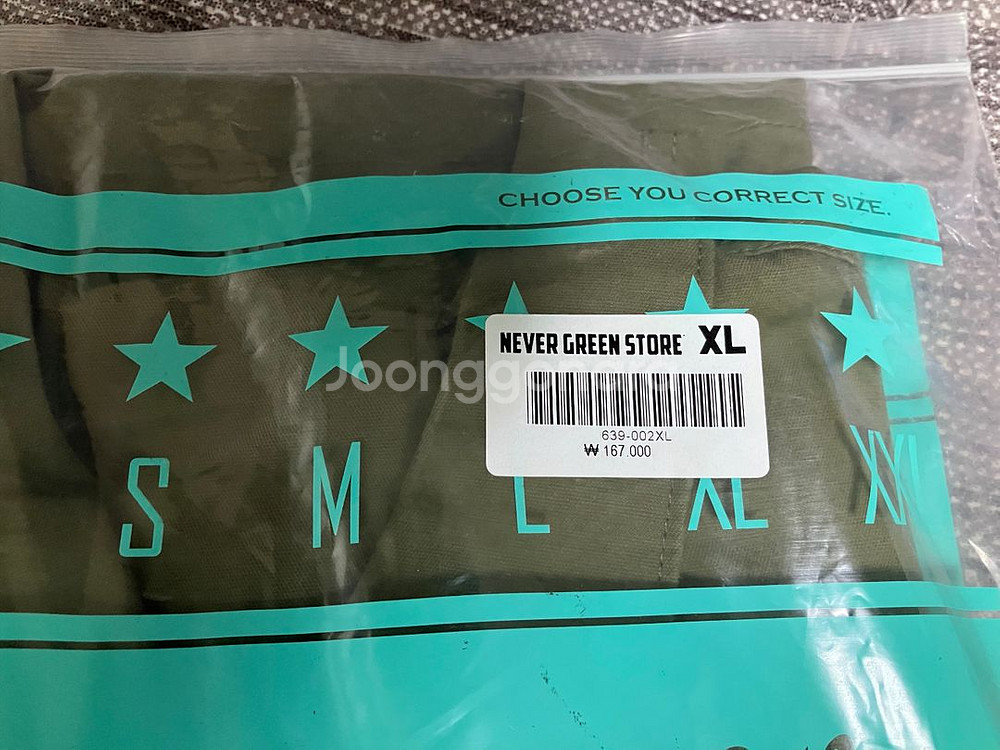 CHOOSE YOU CORRECT SIZE.
NEVER GREEN STORE XL
639-002XL
₩ 167.000
S M L XL XXL